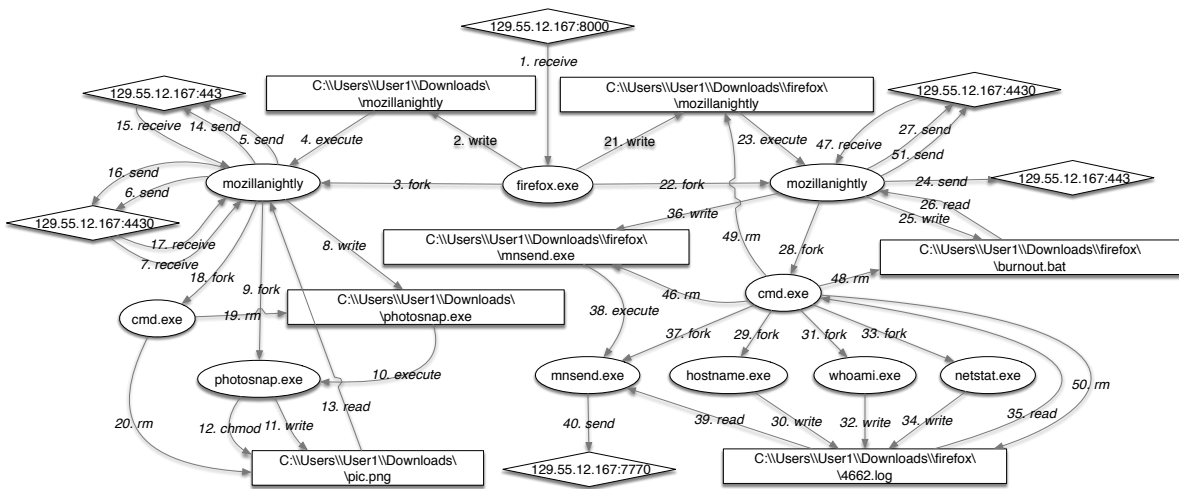 129.55.12.167:8000
1. receive
C:\\Users\\User1\\Downloads\
\mozillanightly
C:\\Users\\User1\\Downloads\\firefox\
\mozillanightly
129.55.12.167:443
129.55.12.167:4430
15. receive
14. send
5. send
4. execute
2. write
21. write
23. execute
47. receive
27. send
51. send
16. send
6. send
mozillanightly
3. fork
firefox.exe
22. fork
mozillanightly
24. send
129.55.12.167:443
129.55.12.167:4430
17. receive
7. receive
8. write
36. write
26. read
25. write
C:\\Users\\User1\\Downloads\\firefox\
\mnsend.exe
49. rm
28. fork
C:\\Users\\User1\\Downloads\\firefox\
\burnout.bat
18. fork
9. fork
C:\\Users\\User1\\Downloads\
\photosnap.exe
46. rm
cmd.exe
48. rm
cmd.exe
19. rm
38. execute
37. fork
29. fork
31. fork
33. fork
photosnap.exe
10. execute
mnsend.exe
hostname.exe
whoami.exe
netstat.exe
50. rm
20. rm
12. chmod
11. write
13. read
40. send
39. read
30. write
32. write
34. write
35. read
C:\\Users\\User1\\Downloads\
\pic.png
129.55.12.167:7770
C:\\Users\\User1\\Downloads\\firefox\
\4662.log